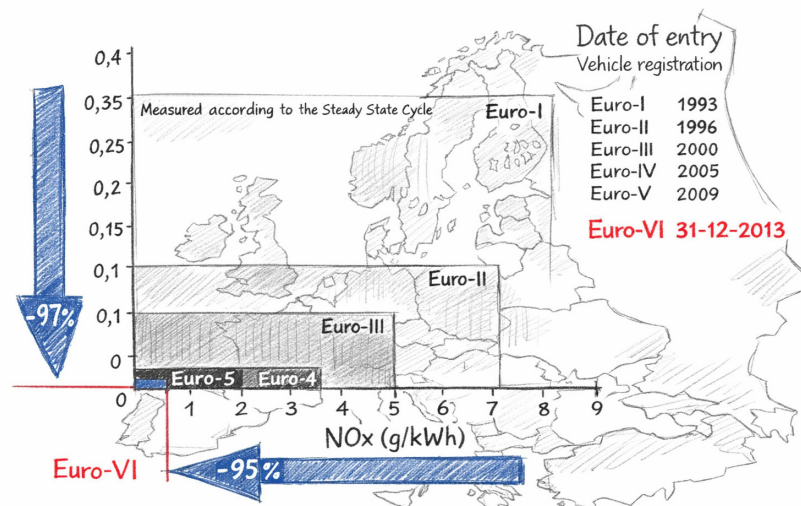 Date of entry
Vehicle registration
Euro-I 1993
Euro-II 1996
Euro-III 2000
Euro-IV 2005
Euro-V 2009
Euro-VI 31-12-2013
0,4
0,35
0,25
0,2
0,15
0,1
0,1
0
Measured according to the Steady State Cycle
Euro-I
Euro-II
Euro-III
Euro-5
Euro-4
-97%
0 1 2 3 4 5 6 7 8 9
NOx (g/kWh)
Euro-VI
-95%